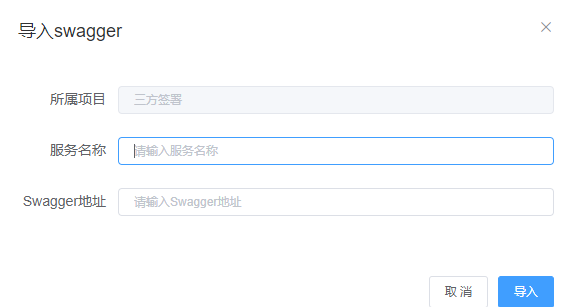 导入swagger
所属项目 三方签署
服务名称 请输入服务名称
Swagger地址 请输入Swagger地址
取消 导入